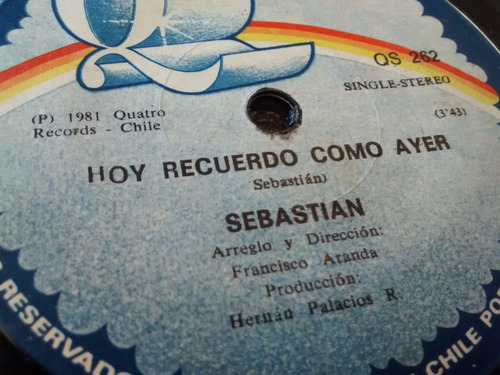 QS 262
SINGLE-STEREO
(P) 1981 Quatro
Records - Chile
(3'43)
HOY RECUERDO COMO AYER
Sebastián)
SEBASTIAN
Arreglo y Dirección:
Francisco Aranda
Producción:
Hernán Palacios R.
RESERVADO
CHILE PO